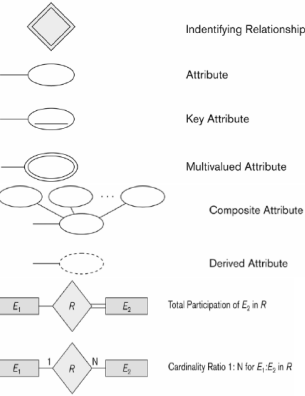 Indentifying Relationship
Attribute
Key Attribute
Multivalued Attribute
. . .
Composite Attribute
Derived Attribute
E1 R E2 Total Participation of E2 in R
E1 1 R N E2 Cardinality Ratio 1: N for E1:E2 in R